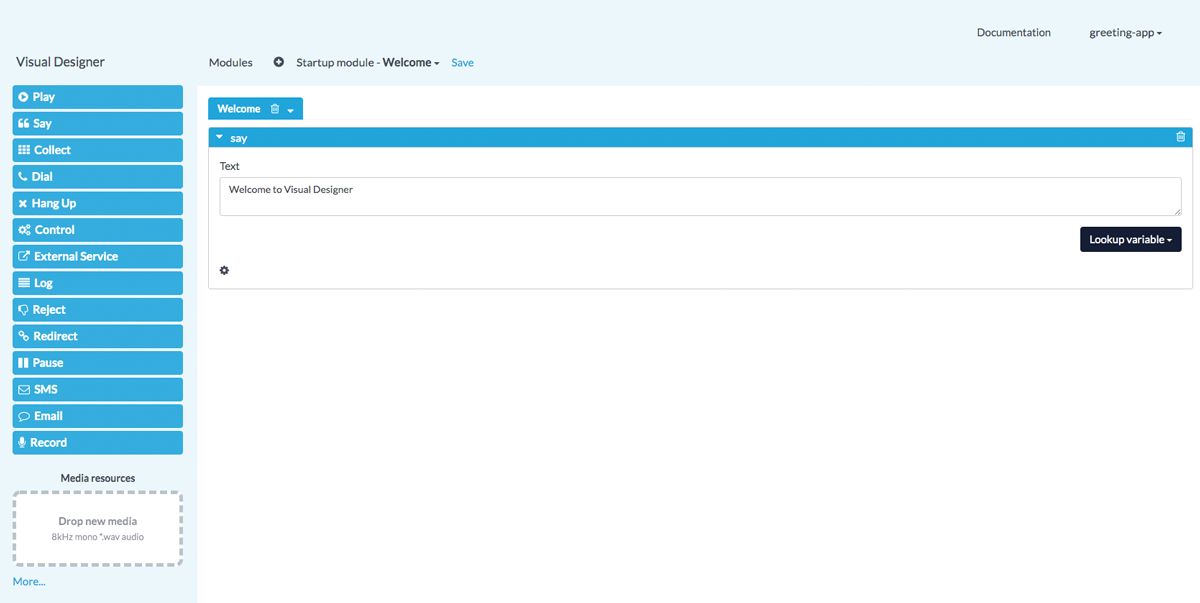 Documentation
greeting-app
Visual Designer
Modules
Startup module - Welcome
Save
Play
Say
Collect
Dial
Hang Up
Control
External Service
Log
Reject
Redirect
Pause
SMS
Email
Record
Media resources
Drop new media
8kHz mono *.wav audio
More...
Welcome
say
Text
Welcome to Visual Designer
Lookup variable